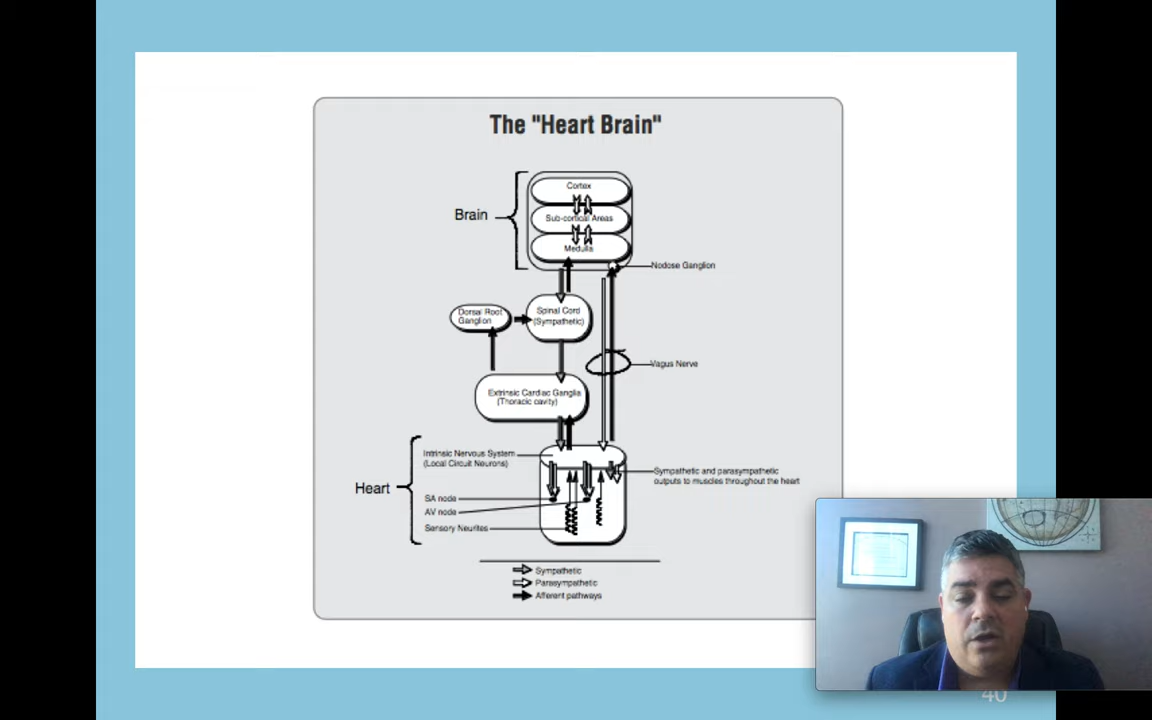 The "Heart Brain"
Cortex
Brain
Sub-cortical Areas
Medulla
Nodose Ganglion
Dorsal Root
Ganglion
Spinal Cord
(Sympathetic)
Vagus Nerve
Extrinsic Cardiac Ganglia
(Thoracic cavity)
Heart
Intrinsic Nervous System
(Local Circuit Neurons)
Sympathetic and parasympathetic
outputs to muscles throughout the heart
SA node
AV node
Sensory Neurites
Sympathetic
Parasympathetic
Afferent pathways
40